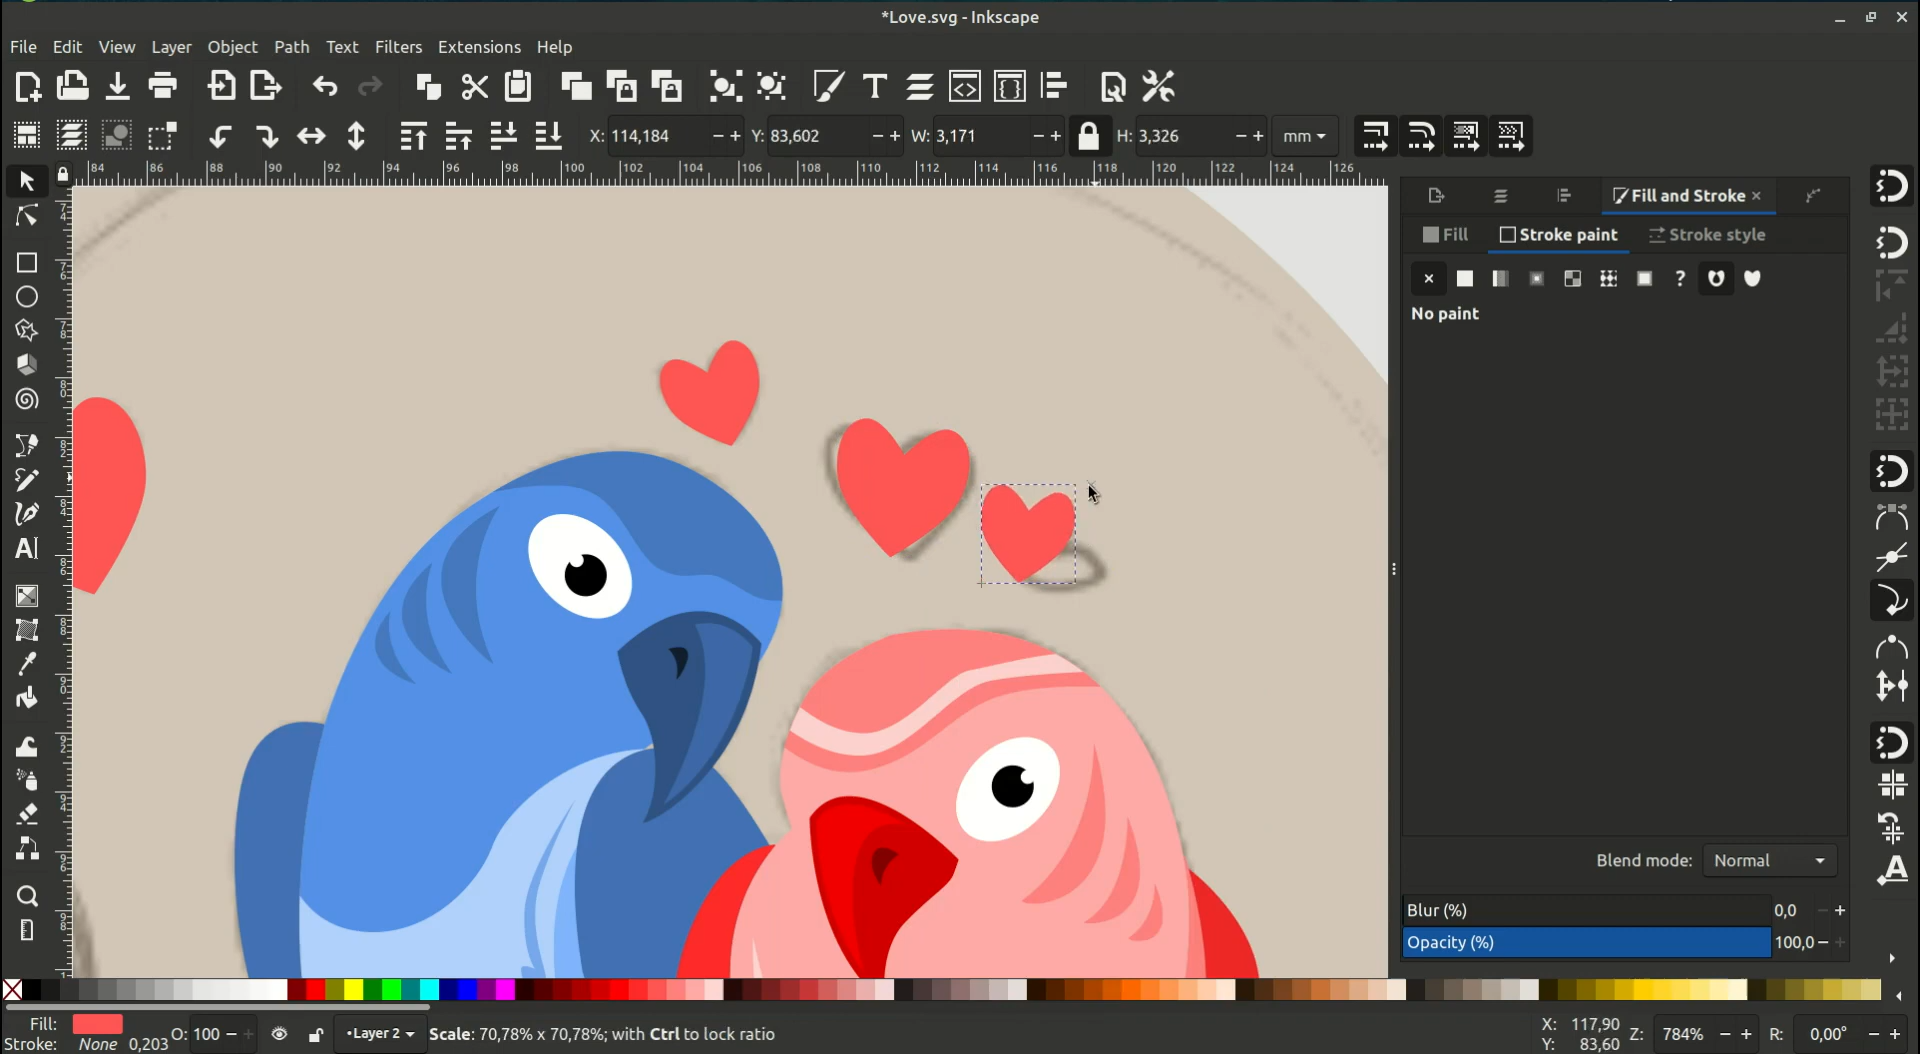 *Love.svg - Inkscape
File Edit View Layer Object Path Text Filters Extensions Help
X: 114,184 − + Y: 83,602 − + W: 3,171 − + H: 3,326 − + mm
84 86 88 90 92 94 96 98 100 102 104 106 108 110 112 114 116 118 120 122 124 126
Fill and Stroke ×
Fill Stroke paint Stroke style
No paint
Blend mode: Normal
Blur (%) 0,0 − +
Opacity (%) 100,0 − +
Fill: O: 100 − + •Layer 2 Scale: 70,78% x 70,78%; with Ctrl to lock ratio X: 117,90 Z: 784% − + R: 0,00° − +
Stroke: None 0,203 Y: 83,60